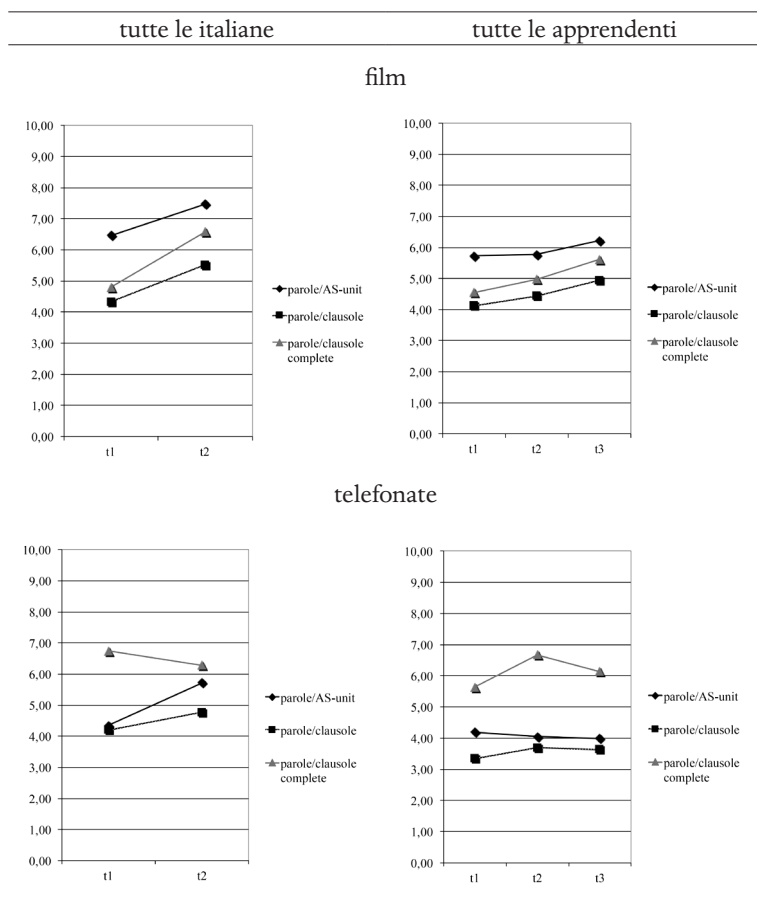 tutte le italiane tutte le apprendenti
film
10,00
9,00
8,00
7,00
6,00
5,00
4,00
3,00
2,00
1,00
0,00
t1 t2
parole/AS-unit
parole/clausole
parole/clausole
complete
10,00
9,00
8,00
7,00
6,00
5,00
4,00
3,00
2,00
1,00
0,00
t1 t2 t3
parole/AS-unit
parole/clausole
parole/clausole
complete
telefonate
10,00
9,00
8,00
7,00
6,00
5,00
4,00
3,00
2,00
1,00
0,00
t1 t2
parole/AS-unit
parole/clausole
parole/clausole
complete
10,00
9,00
8,00
7,00
6,00
5,00
4,00
3,00
2,00
1,00
0,00
t1 t2 t3
parole/AS-unit
parole/clausole
parole/clausole
complete